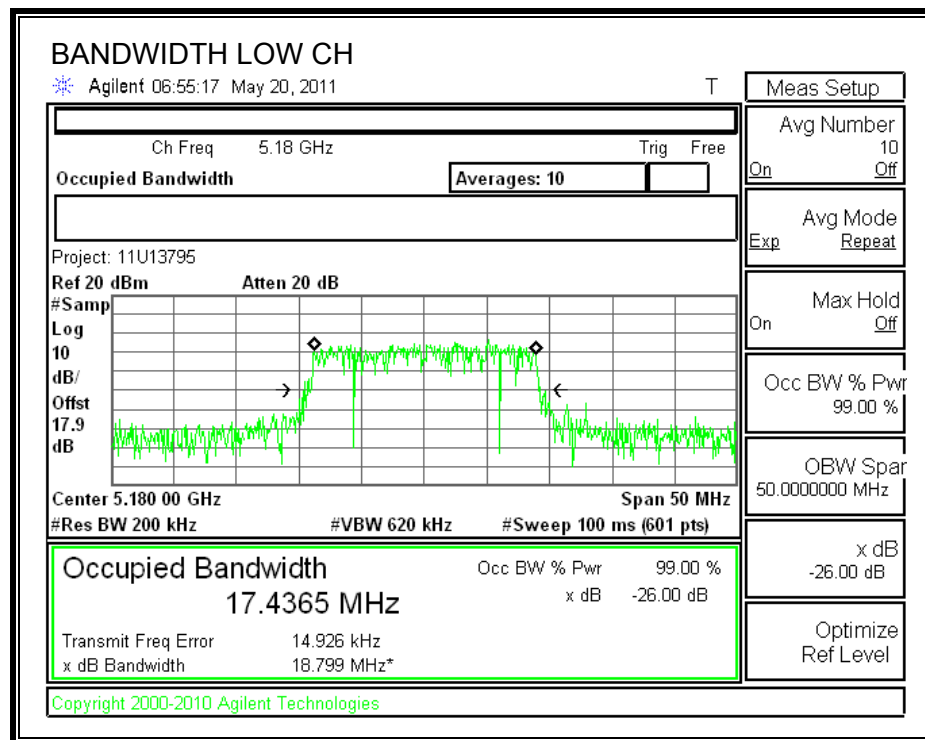 BANDWIDTH LOW CH
Agilent 06:55:17 May 20, 2011 T
Ch Freq 5.18 GHz Trig Free
Occupied Bandwidth Averages: 10
Project: 11U13795
Ref 20 dBm Atten 20 dB
#Samp
Log
10
dB/
Offst
17.9
dB
Center 5.180 00 GHz Span 50 MHz
#Res BW 200 kHz #VBW 620 kHz #Sweep 100 ms (601 pts)
Occupied Bandwidth Occ BW % Pwr 99.00 %
17.4365 MHz x dB -26.00 dB
Transmit Freq Error 14.926 kHz
x dB Bandwidth 18.799 MHz*
Copyright 2000-2010 Agilent Technologies
Meas Setup
Avg Number
10
On Off
Avg Mode
Exp Repeat
Max Hold
On Off
Occ BW % Pwr
99.00 %
OBW Span
50.0000000 MHz
x dB
-26.00 dB
Optimize
Ref Level